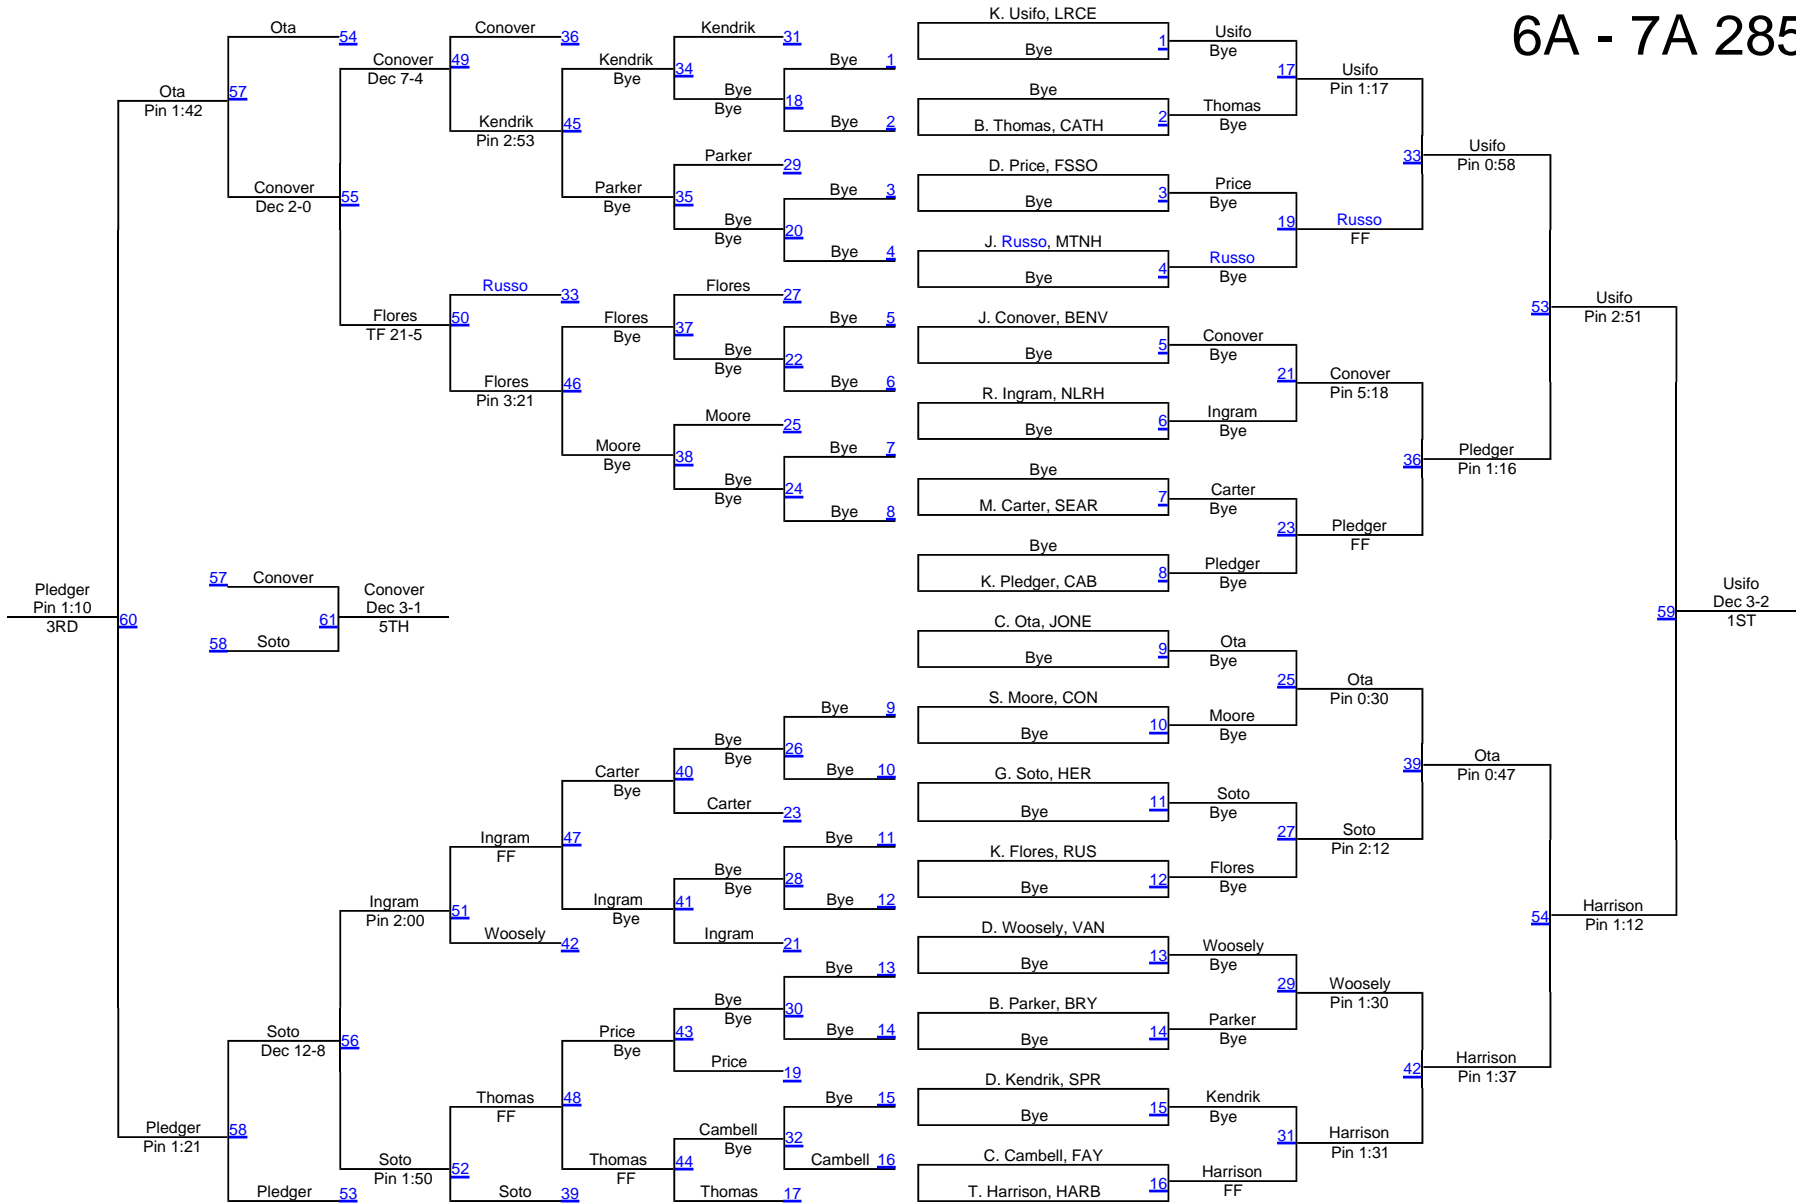 6A - 7A 285
Ota 54
Conover 36
Kendrik 31
Conover 49
Dec 7-4
Kendrik 34
Bye
Bye 1
Ota 57
Pin 1:42
Bye 18
Bye
Kendrik 45
Pin 2:53
Bye 2
Parker 29
Conover 55
Dec 2-0
Parker 35
Bye
Bye 3
Bye 20
Bye
Bye 4
Russo 33
Flores 27
Flores 50
TF 21-5
Flores 37
Bye
Bye 5
Bye 22
Bye
Flores 46
Pin 3:21
Bye 6
Moore 25
Moore 38
Bye
Bye 7
Bye 24
Bye
Bye 8
Pledger
Pin 1:10
3RD
60
57 Conover
61
58 Soto
Conover
Dec 3-1
5TH
Bye 9
Bye 26
Bye
Carter 40
Bye
Bye 10
Carter 23
Ingram 47
FF
Bye 11
Bye 28
Bye
Ingram 51
Pin 2:00
Ingram 41
Bye
Bye 12
Woosely 42
Ingram 21
Bye 13
Bye 30
Bye
Soto 56
Dec 12-8
Price 43
Bye
Bye 14
Price 19
Thomas 48
FF
Bye 15
Pledger 58
Pin 1:21
Cambell 32
Bye
Soto 52
Pin 1:50
Thomas 44
FF
Cambell 16
Pledger 53
Soto 39
Thomas 17
K. Usifo, LRCE
Bye
1
Usifo
Bye
17
Usifo
Pin 1:17
Bye
B. Thomas, CATH
2
Thomas
Bye
33
Usifo
Pin 0:58
D. Price, FSSO
Bye
3
Price
Bye
19
Russo
FF
J. Russo, MTNH
Bye
4
Russo
Bye
53
Usifo
Pin 2:51
J. Conover, BENV
Bye
5
Conover
Bye
21
Conover
Pin 5:18
R. Ingram, NLRH
Bye
6
Ingram
Bye
36
Pledger
Pin 1:16
Bye
M. Carter, SEAR
7
Carter
Bye
23
Pledger
FF
Bye
K. Pledger, CAB
8
Pledger
Bye
59
Usifo
Dec 3-2
1ST
C. Ota, JONE
Bye
9
Ota
Bye
25
Ota
Pin 0:30
S. Moore, CON
Bye
10
Moore
Bye
39
Ota
Pin 0:47
G. Soto, HER
Bye
11
Soto
Bye
27
Soto
Pin 2:12
K. Flores, RUS
Bye
12
Flores
Bye
54
Harrison
Pin 1:12
D. Woosely, VAN
Bye
13
Woosely
Bye
29
Woosely
Pin 1:30
B. Parker, BRY
Bye
14
Parker
Bye
42
Harrison
Pin 1:37
D. Kendrik, SPR
Bye
15
Kendrik
Bye
31
Harrison
Pin 1:31
C. Cambell, FAY
T. Harrison, HARB
16
Harrison
FF